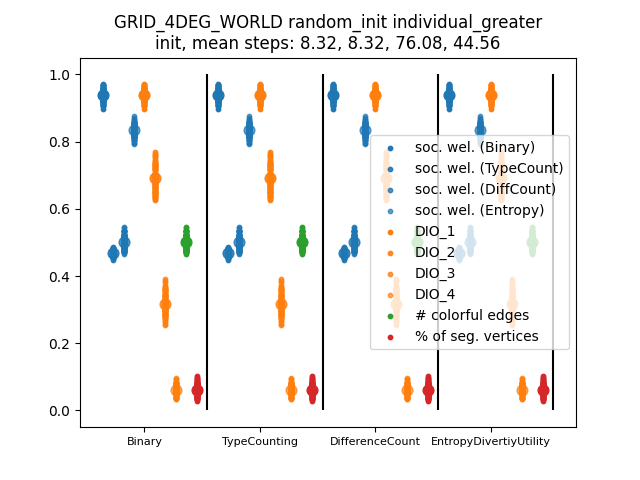 GRID_4DEG_WORLD random_init individual_greater
init, mean steps: 8.32, 8.32, 76.08, 44.56
1.0
0.8
0.6
0.4
0.2
0.0
soc. wel. (Binary)
soc. wel. (TypeCount)
soc. wel. (DiffCount)
soc. wel. (Entropy)
DIO_1
DIO_2
DIO_3
DIO_4
# colorful edges
% of seg. vertices
Binary TypeCounting DifferenceCount EntropyDivertiyUtility